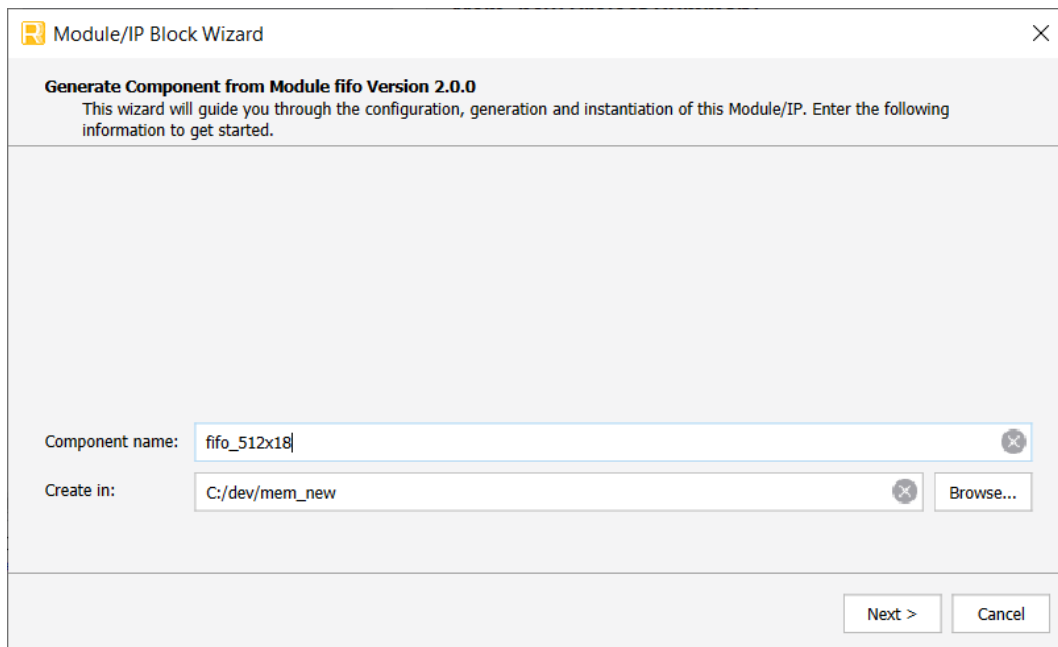 Module/IP Block Wizard
Generate Component from Module fifo Version 2.0.0
This wizard will guide you through the configuration, generation and instantiation of this Module/IP. Enter the following
information to get started.
Component name: fifo_512x18
Create in: C:/dev/mem_new Browse...
Next > Cancel